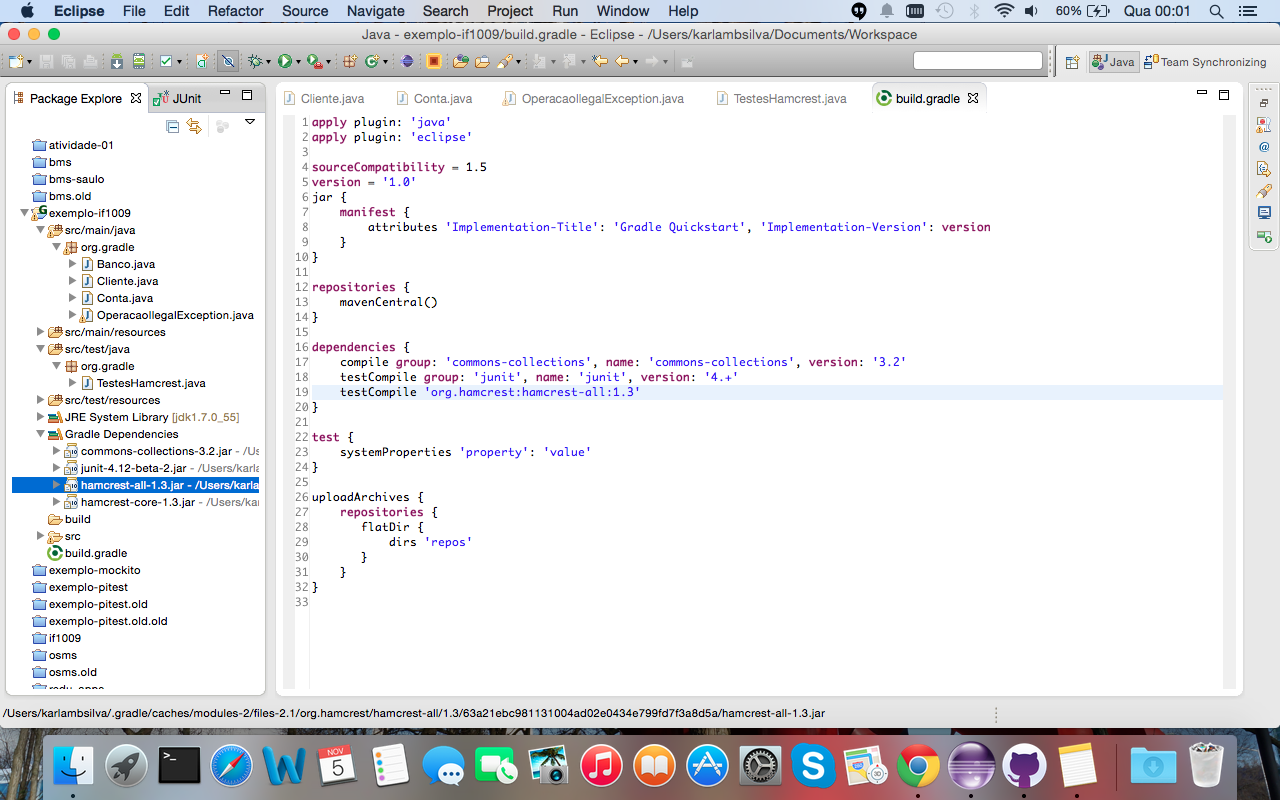 Eclipse File Edit Refactor Source Navigate Search Project Run Window Help 60% Qua 00:01
Java - exemplo-if1009/build.gradle - Eclipse - /Users/karlambsilva/Documents/Workspace
Java Team Synchronizing
Package Explorer JUnit
atividade-01
bms
bms-saulo
bms.old
exemplo-if1009
src/main/java
org.gradle
Banco.java
Cliente.java
Conta.java
OperacaoIlegalException.java
src/main/resources
src/test/java
org.gradle
TestesHamcrest.java
src/test/resources
JRE System Library [jdk1.7.0_55]
Gradle Dependencies
commons-collections-3.2.jar - /Us
junit-4.12-beta-2.jar - /Users/karla
hamcrest-all-1.3.jar - /Users/karla
hamcrest-core-1.3.jar - /Users/kar
build
src
build.gradle
exemplo-mockito
exemplo-pitest
exemplo-pitest.old
exemplo-pitest.old.old
if1009
osms
osms.old
Cliente.java Conta.java OperacaoIlegalException.java TestesHamcrest.java build.gradle
1 apply plugin: 'java'
2 apply plugin: 'eclipse'
3
4 sourceCompatibility = 1.5
5 version = '1.0'
6 jar {
7 manifest {
8 attributes 'Implementation-Title': 'Gradle Quickstart', 'Implementation-Version': version
9 }
10 }
11
12 repositories {
13 mavenCentral()
14 }
15
16 dependencies {
17 compile group: 'commons-collections', name: 'commons-collections', version: '3.2'
18 testCompile group: 'junit', name: 'junit', version: '4.+'
19 testCompile 'org.hamcrest:hamcrest-all:1.3'
20 }
21
22 test {
23 systemProperties 'property': 'value'
24 }
25
26 uploadArchives {
27 repositories {
28 flatDir {
29 dirs 'repos'
30 }
31 }
32 }
33
/Users/karlambsilva/.gradle/caches/modules-2/files-2.1/org.hamcrest/hamcrest-all/1.3/63a21ebc981131004ad02e0434e799fd7f3a8d5a/hamcrest-all-1.3.jar
NOV
5